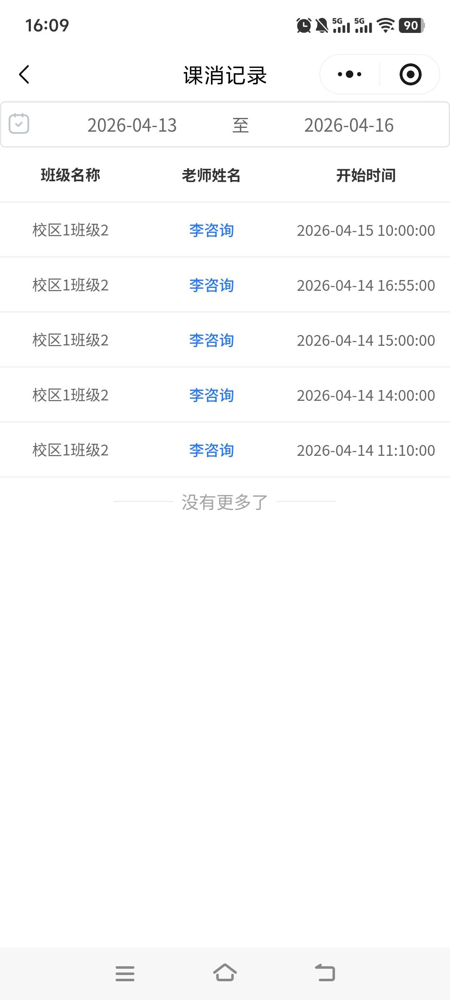 16:09
5G 5G 90
课消记录
2026-04-13 至 2026-04-16
班级名称 老师姓名 开始时间
校区1班级2 李咨询 2026-04-15 10:00:00
校区1班级2 李咨询 2026-04-14 16:55:00
校区1班级2 李咨询 2026-04-14 15:00:00
校区1班级2 李咨询 2026-04-14 14:00:00
校区1班级2 李咨询 2026-04-14 11:10:00
没有更多了